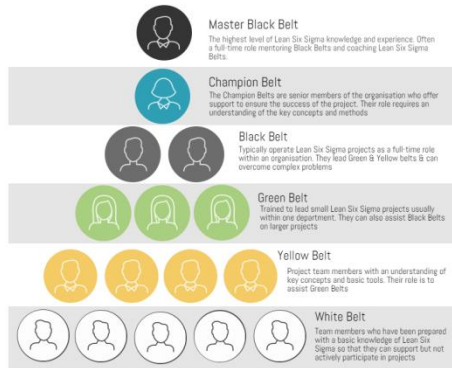 Master Black Belt
The highest level of Lean Six Sigma knowledge and experience. Often
a full-time role mentoring Black Belts and coaching Lean Six Sigma
Belts.
Champion Belt
The Champion Belts are senior members of the organisation who offer
support to ensure the success of the project. Their role requires an
understanding of the key concepts and methods
Black Belt
Typically operate Lean Six Sigma projects as a full-time role
within an organisation. They lead Green & Yellow belts & can
overcome complex problems
Green Belt
Trained to lead small Lean Six Sigma projects usually
within one department. They can also assist Black Belts
on larger projects
Yellow Belt
Project team members with an understanding of
key concepts and basic tools. Their role is to
assist Green Belts
White Belt
Team members who have been prepared
with a basic knowledge of Lean Six
Sigma so that they can support but not
actively participate in projects